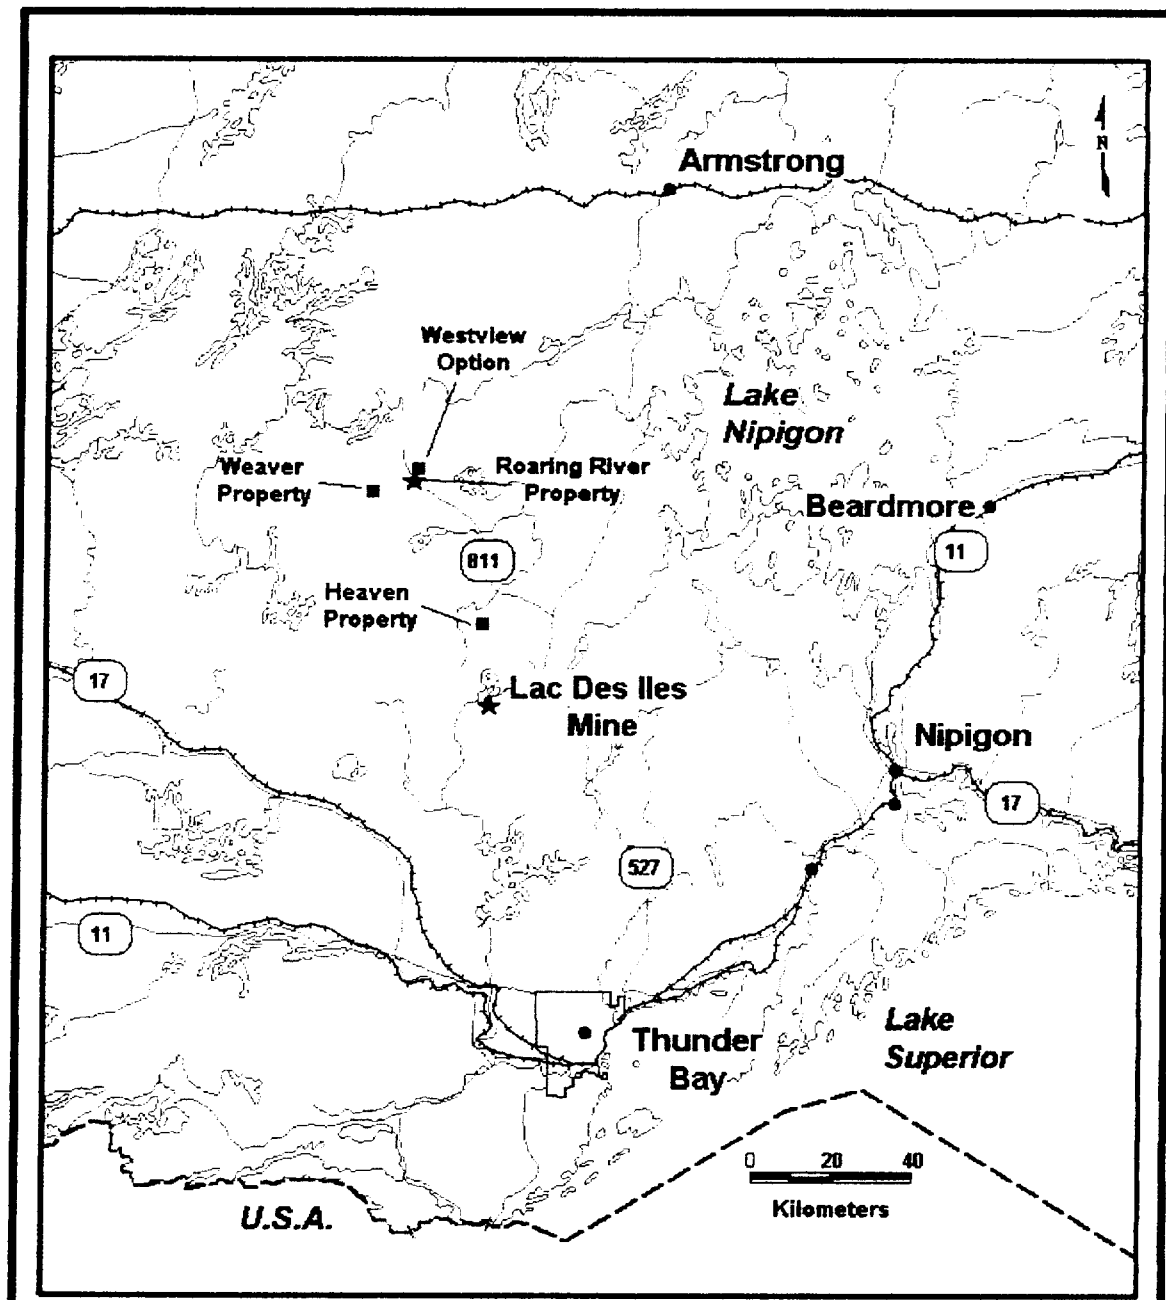 N
Armstrong
Westview
Option
Lake
Nipigon
Weaver
Property
Roaring River
Property
Beardmore
811
11
Heaven
Property
17
Lac Des Iles
Mine
Nipigon
17
527
11
Lake
Superior
Thunder
Bay
0 20 40
Kilometers
U.S.A.